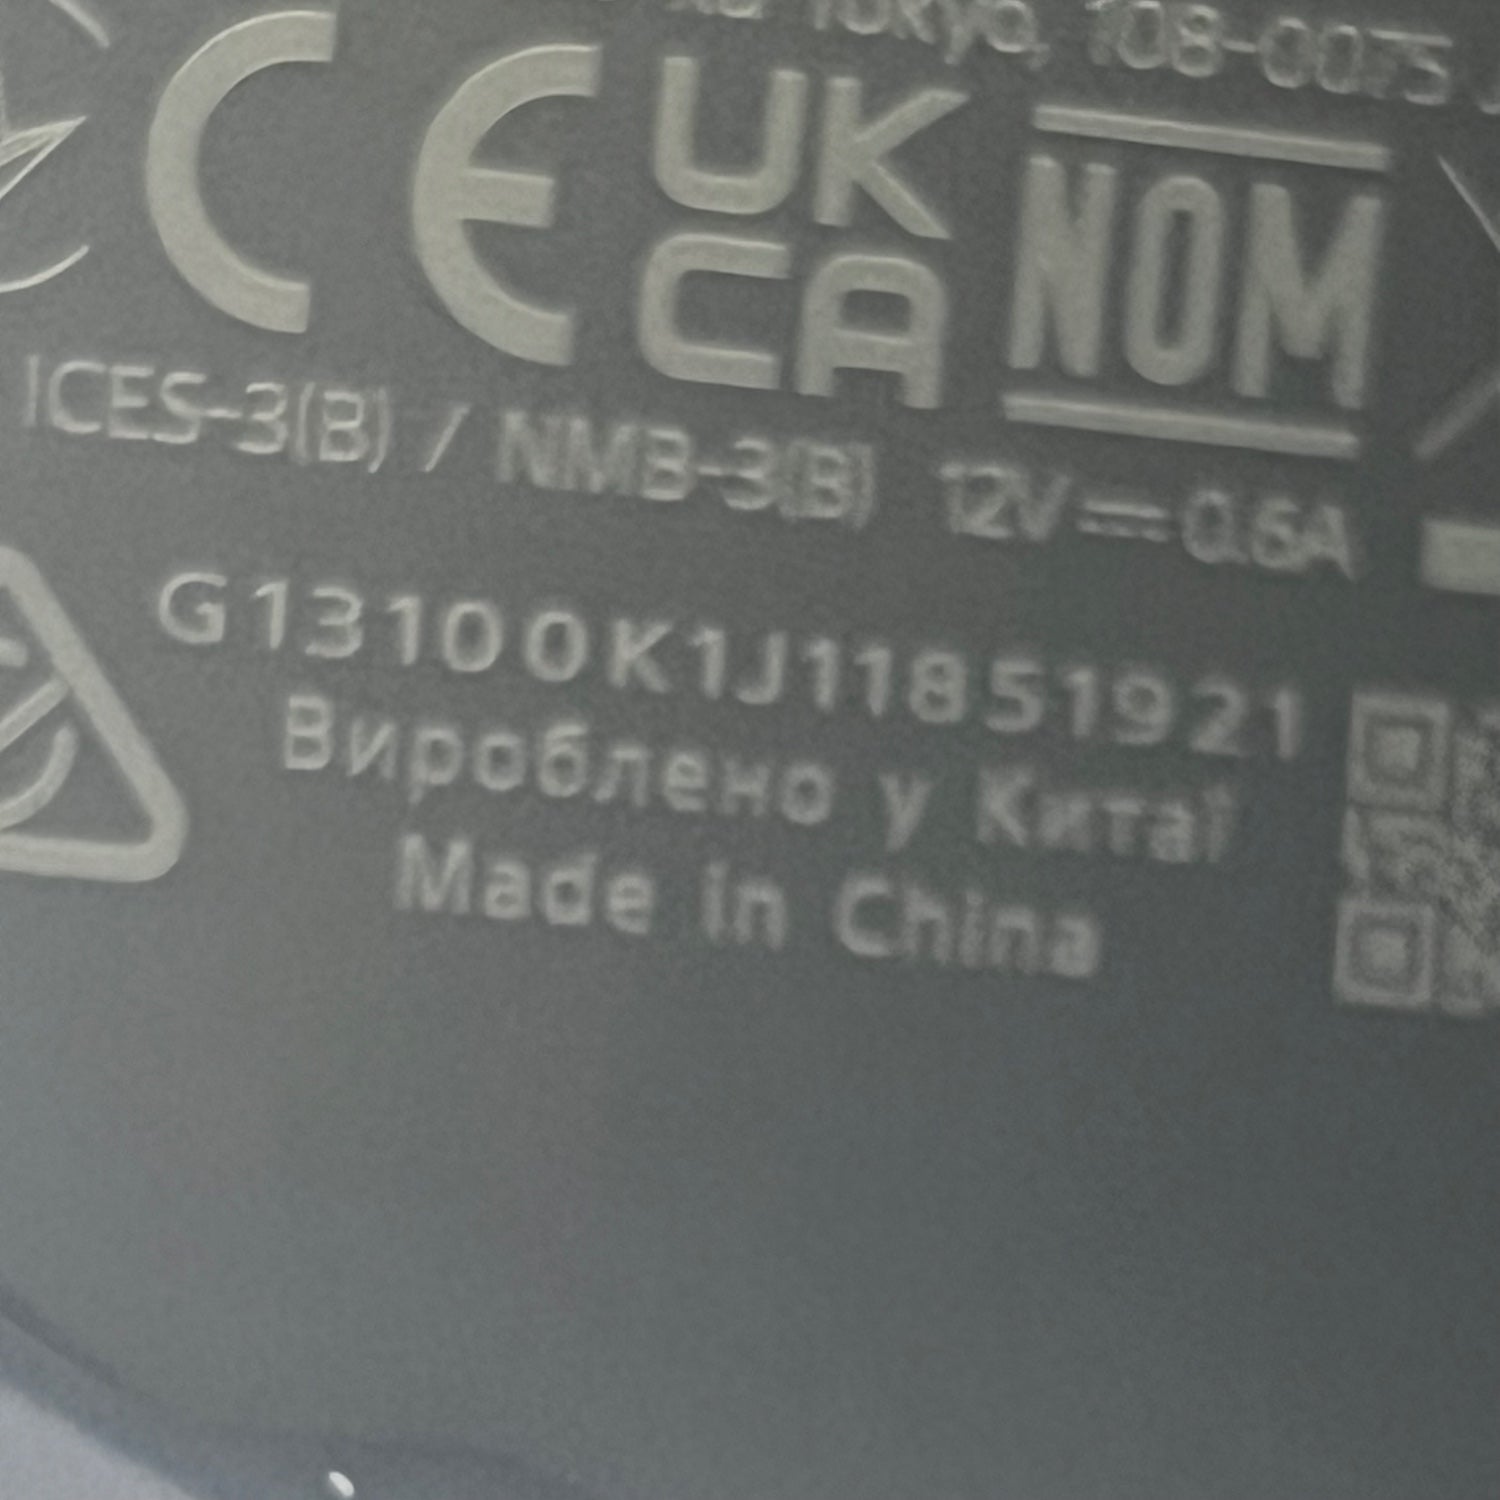 Tokyo, 108-0075
CE
UK
CA
NOM
ICES-3(B) / NMB-3(B) 12V⎓0.6A
G13100K1J11851921
Вироблено у Китаї
Made in China